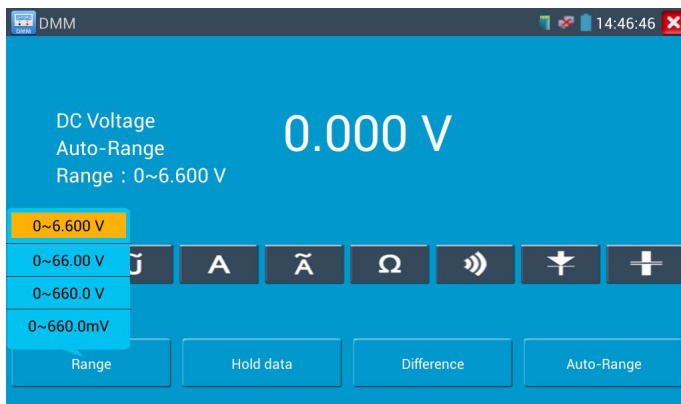 DMM
DMM
14:46:46
DC Voltage
0.000 V
Auto-Range
Range : 0~6.600 V
0~6.600 V
0~66.00 V
0~660.0 V
0~660.0mV
Ũ
A
Ã
Ω
Range
Hold data
Difference
Auto-Range